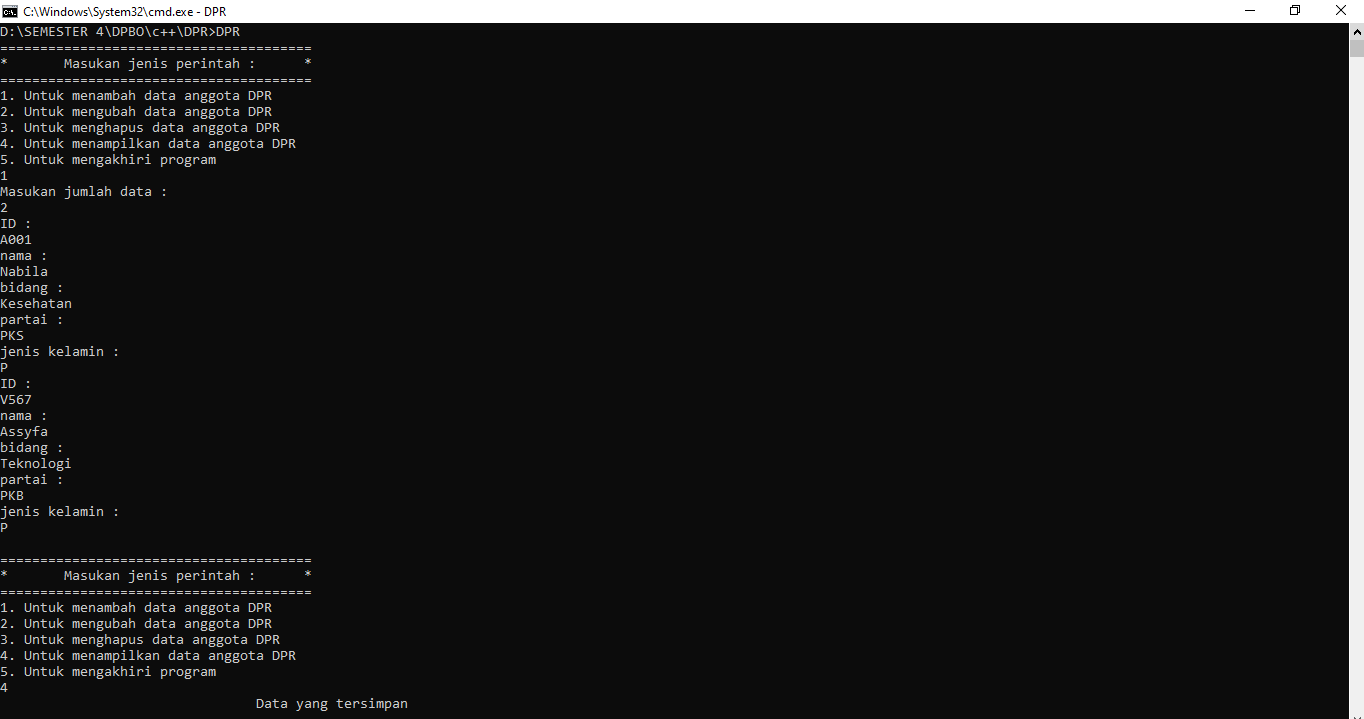 C:\Windows\System32\cmd.exe - DPR
D:\SEMESTER 4\DPBO\c++\DPR>DPR
=======================================
*       Masukan jenis perintah :      *
=======================================
1. Untuk menambah data anggota DPR
2. Untuk mengubah data anggota DPR
3. Untuk menghapus data anggota DPR
4. Untuk menampilkan data anggota DPR
5. Untuk mengakhiri program
1
Masukan jumlah data :
2
ID :
A001
nama :
Nabila
bidang :
Kesehatan
partai :
PKS
jenis kelamin :
P
ID :
V567
nama :
Assyfa
bidang :
Teknologi
partai :
PKB
jenis kelamin :
P
=======================================
*       Masukan jenis perintah :      *
=======================================
1. Untuk menambah data anggota DPR
2. Untuk mengubah data anggota DPR
3. Untuk menghapus data anggota DPR
4. Untuk menampilkan data anggota DPR
5. Untuk mengakhiri program
4
Data yang tersimpan